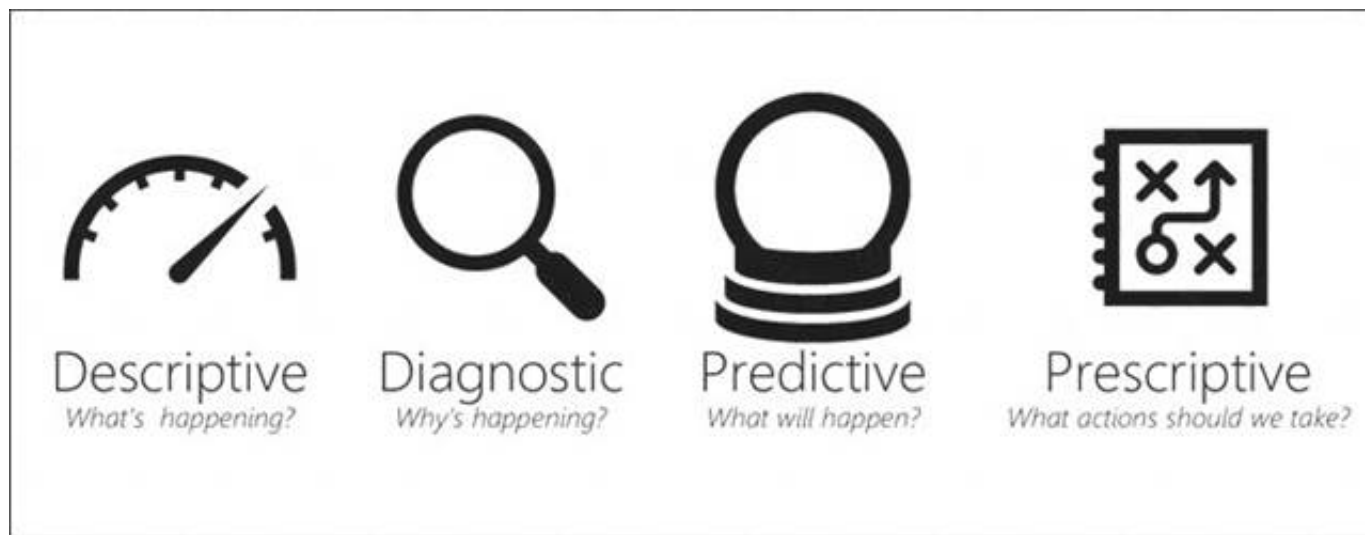 Descriptive
What's happening?
Diagnostic
Why's happening?
Predictive
What will happen?
Prescriptive
What actions should we take?